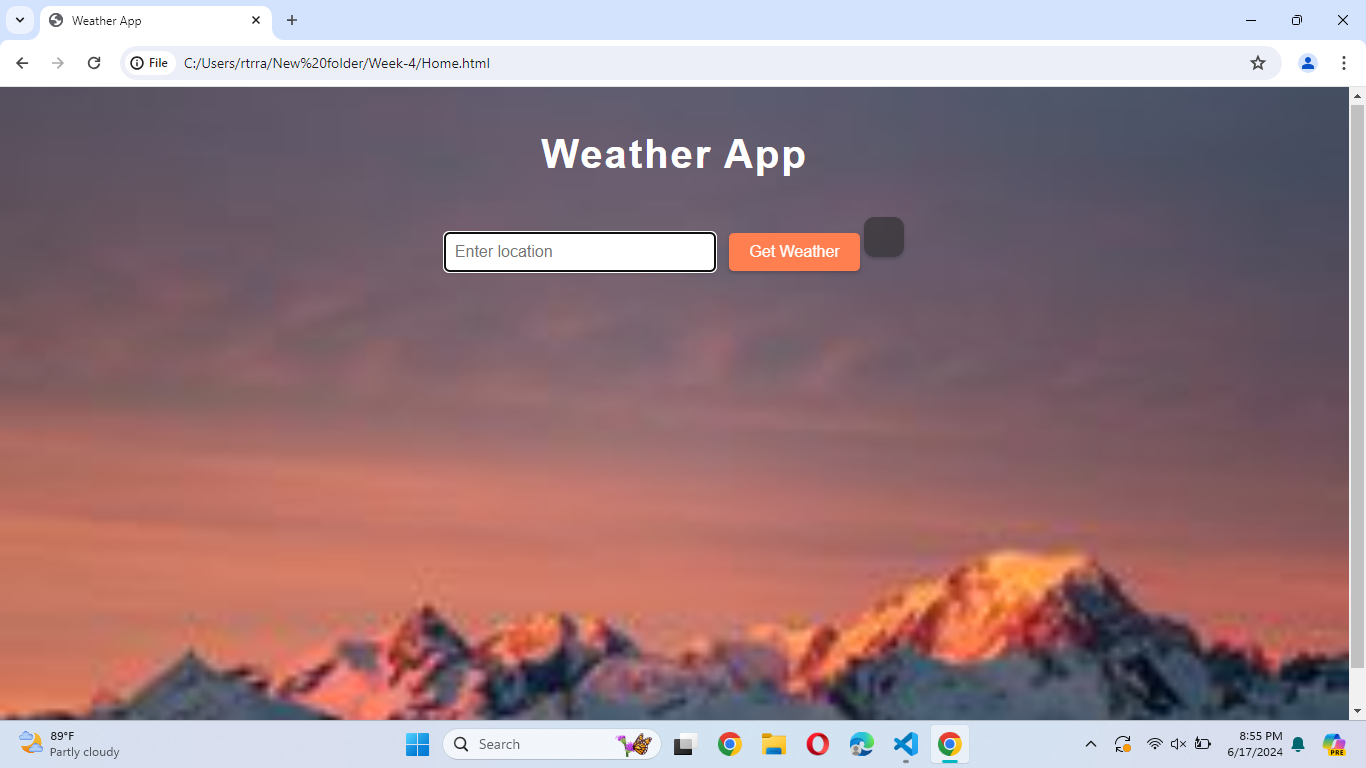 Weather App
File
C:/Users/rtrra/New%20folder/Week-4/Home.html
Weather App
Enter location
Get Weather
89°F
Partly cloudy
Search
8:55 PM
6/17/2024
PRE